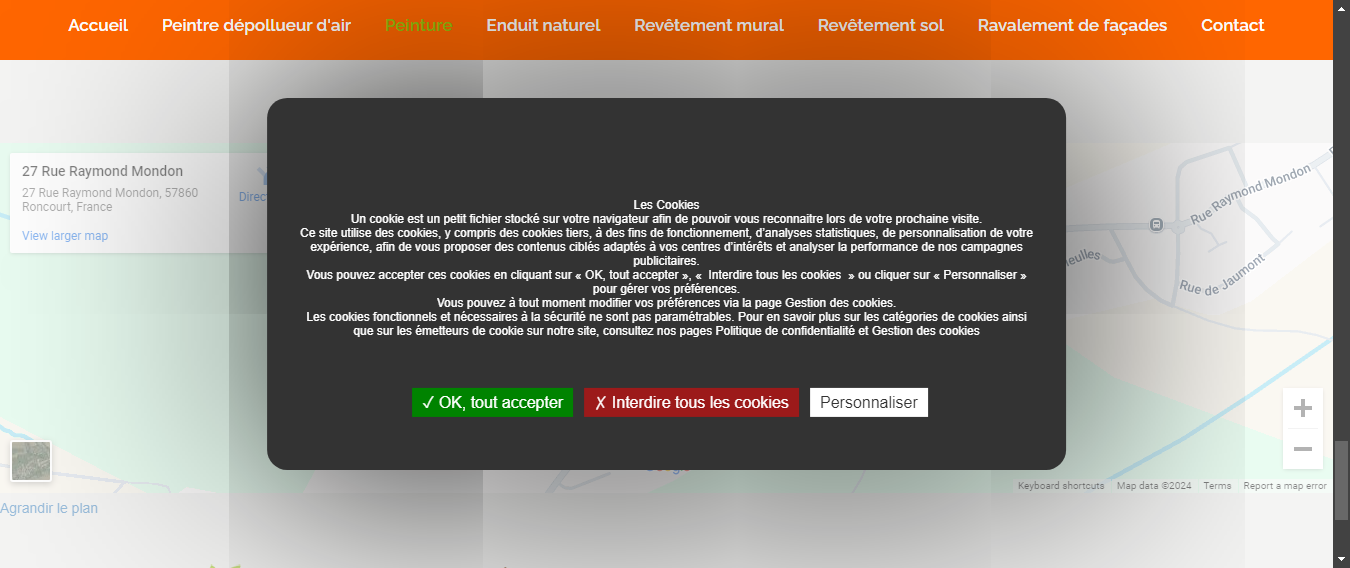 Accueil Peintre dépollueur d'air Peinture Enduit naturel Revêtement mural Revêtement sol Ravalement de façades Contact
27 Rue Raymond Mondon
27 Rue Raymond Mondon, 57860
Roncourt, France
View larger map
Les Cookies
Un cookie est un petit fichier stocké sur votre navigateur afin de pouvoir vous reconnaitre lors de votre prochaine visite.
Ce site utilise des cookies, y compris des cookies tiers, à des fins de fonctionnement, d'analyses statistiques, de personnalisation de votre
expérience, afin de vous proposer des contenus ciblés adaptés à vos centres d'intérêts et analyser la performance de nos campagnes
publicitaires.
Vous pouvez accepter ces cookies en cliquant sur « OK, tout accepter », « Interdire tous les cookies » ou cliquer sur « Personnaliser »
pour gérer vos préférences.
Vous pouvez à tout moment modifier vos préférences via la page Gestion des cookies.
Les cookies fonctionnels et nécessaires à la sécurité ne sont pas paramétrables. Pour en savoir plus sur les catégories de cookies ainsi
que sur les émetteurs de cookie sur notre site, consultez nos pages Politique de confidentialité et Gestion des cookies
✓ OK, tout accepter ✗ Interdire tous les cookies Personnaliser
Rue Raymond Mondon
Rue de Jaumont
Keyboard shortcuts Map data ©2024 Terms Report a map error
Agrandir le plan